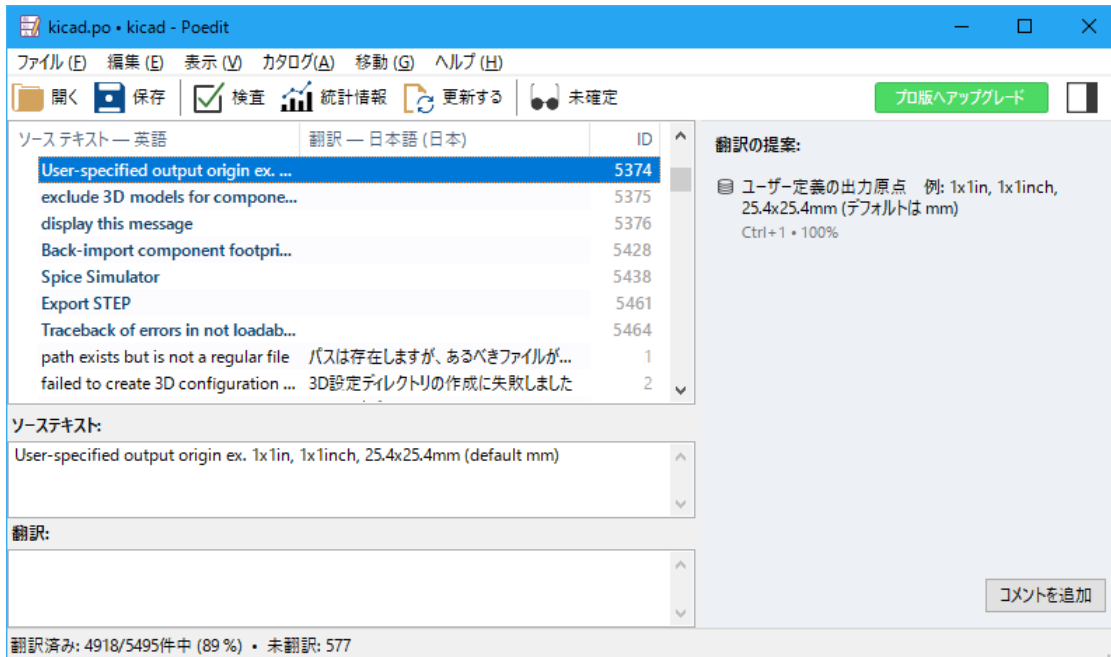 kicad.po • kicad - Poedit
ファイル (F) 編集 (E) 表示 (V) カタログ(A) 移動 (G) ヘルプ (H)
開く 保存 検査 統計情報 更新する 未確定 プロ版へアップグレード
ソース テキスト — 英語 翻訳 — 日本語 (日本) ID
User-specified output origin ex. ... 5374
exclude 3D models for compone... 5375
display this message 5376
Back-import component footpri... 5428
Spice Simulator 5438
Export STEP 5461
Traceback of errors in not loadab... 5464
path exists but is not a regular file パスは存在しますが、あるべきファイルが... 1
failed to create 3D configuration ... 3D設定ディレクトリの作成に失敗しました 2
ソーステキスト:
User-specified output origin ex. 1x1in, 1x1inch, 25.4x25.4mm (default mm)
翻訳:
翻訳の提案:
ユーザー定義の出力原点　例: 1x1in, 1x1inch,
25.4x25.4mm (デフォルトは mm)
Ctrl+1 • 100%
コメントを追加
翻訳済み: 4918/5495件中 (89 %) • 未翻訳: 577